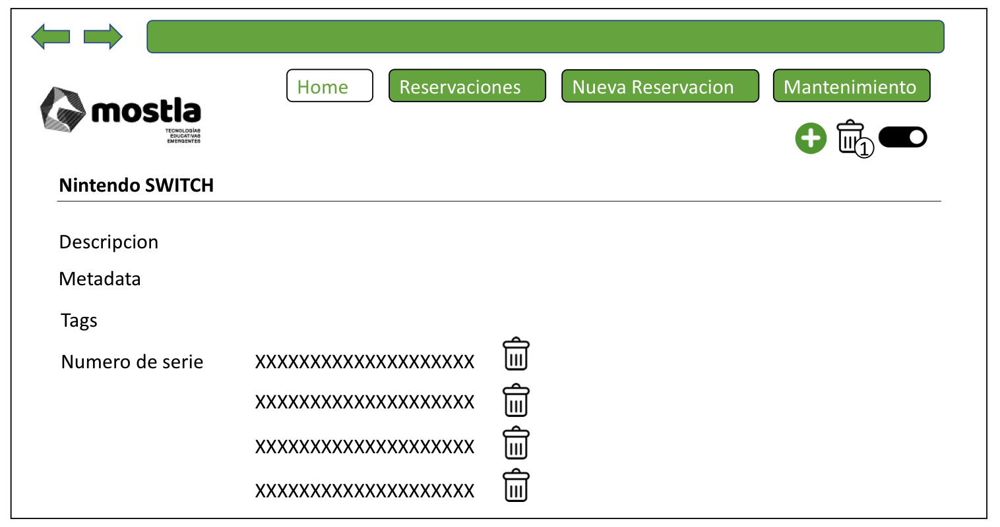 Home
Reservaciones
Nueva Reservacion
Mantenimiento
mostla
TECNOLOGÍAS
EDUCATIVAS
EMERGENTES
1
Nintendo SWITCH
Descripcion
Metadata
Tags
Numero de serie XXXXXXXXXXXXXXXXXXXX
XXXXXXXXXXXXXXXXXXXX
XXXXXXXXXXXXXXXXXXXX
XXXXXXXXXXXXXXXXXXXX